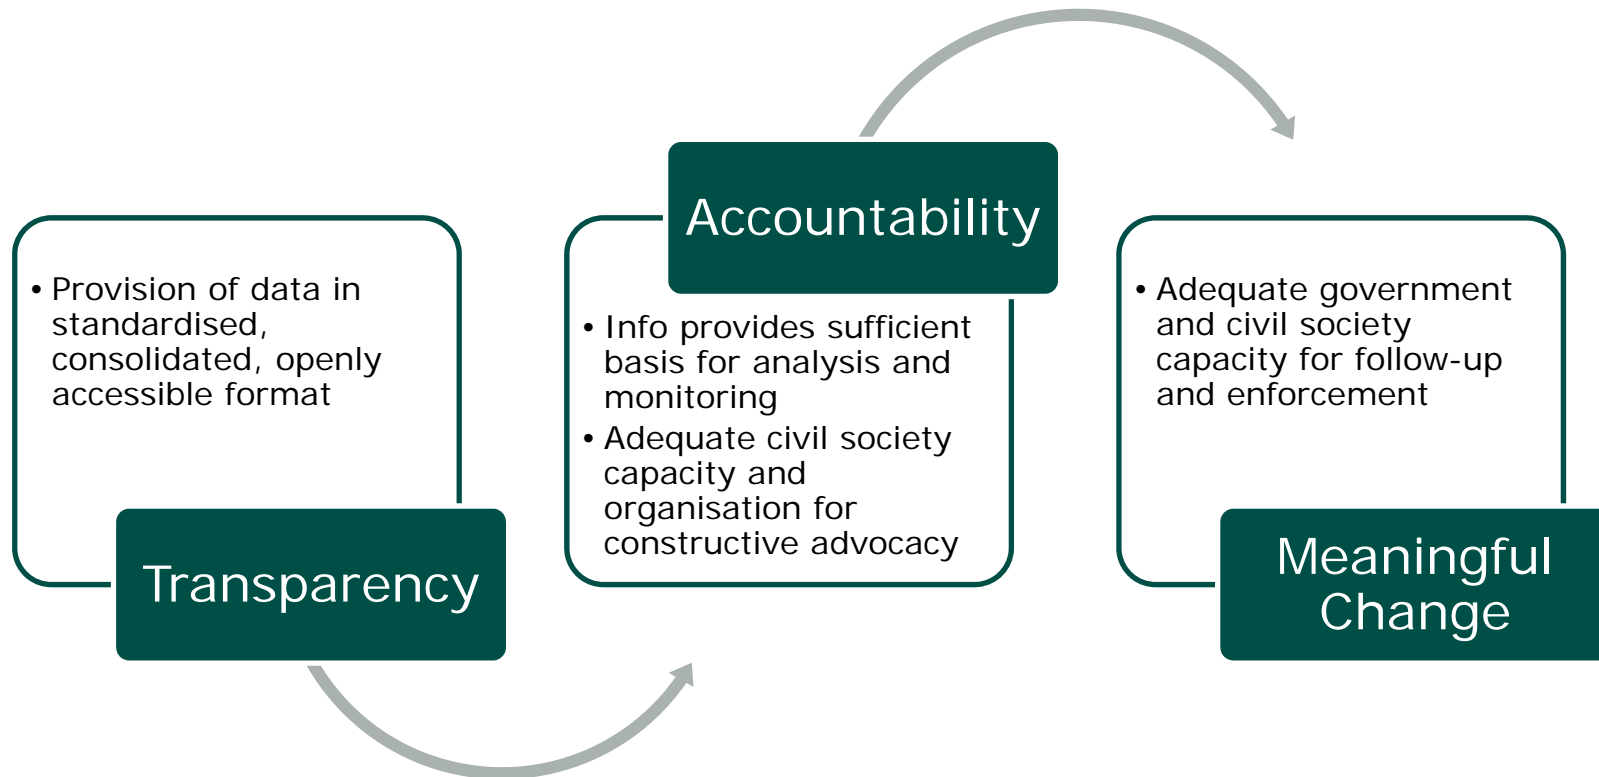 • Provision of data in
standardised,
consolidated, openly
accessible format
Transparency
Accountability
• Info provides sufficient
basis for analysis and
monitoring
• Adequate civil society
capacity and
organisation for
constructive advocacy
• Adequate government
and civil society
capacity for follow-up
and enforcement
Meaningful
Change